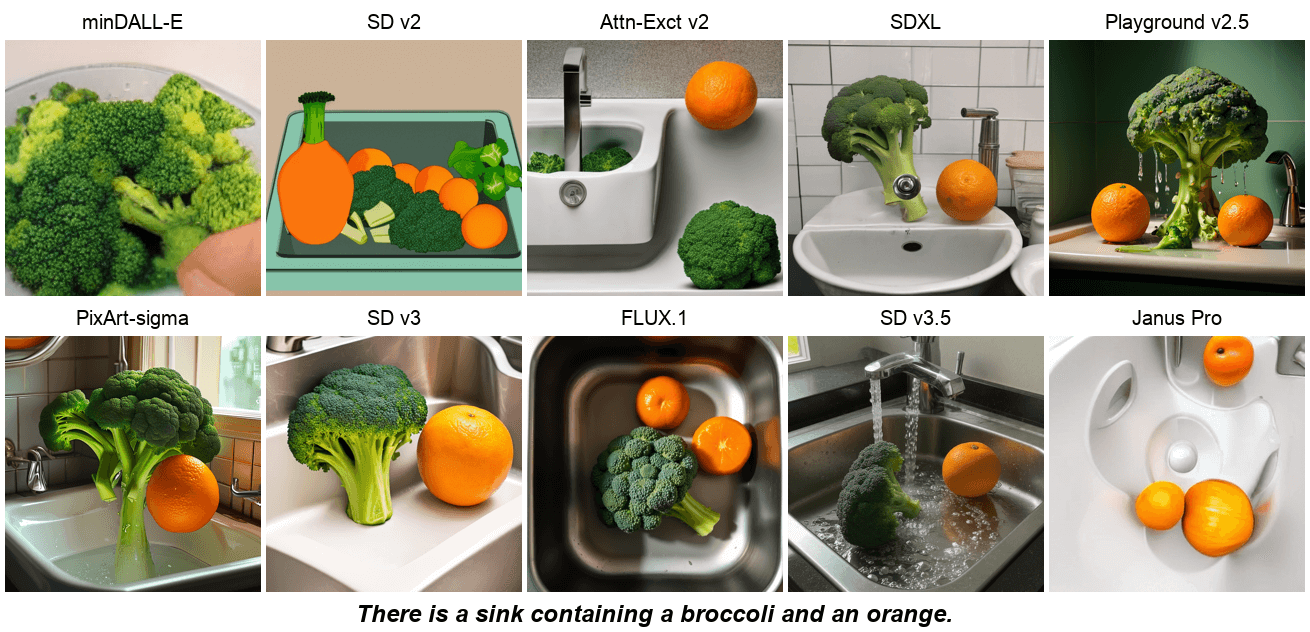 minDALL-E
SD v2
Attn-Exct v2
SDXL
Playground v2.5
PixArt-sigma
SD v3
FLUX.1
SD v3.5
Janus Pro
There is a sink containing a broccoli and an orange.